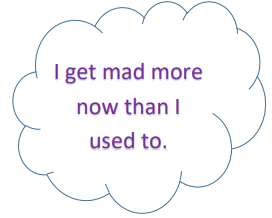 I get mad more
now than I
used to.